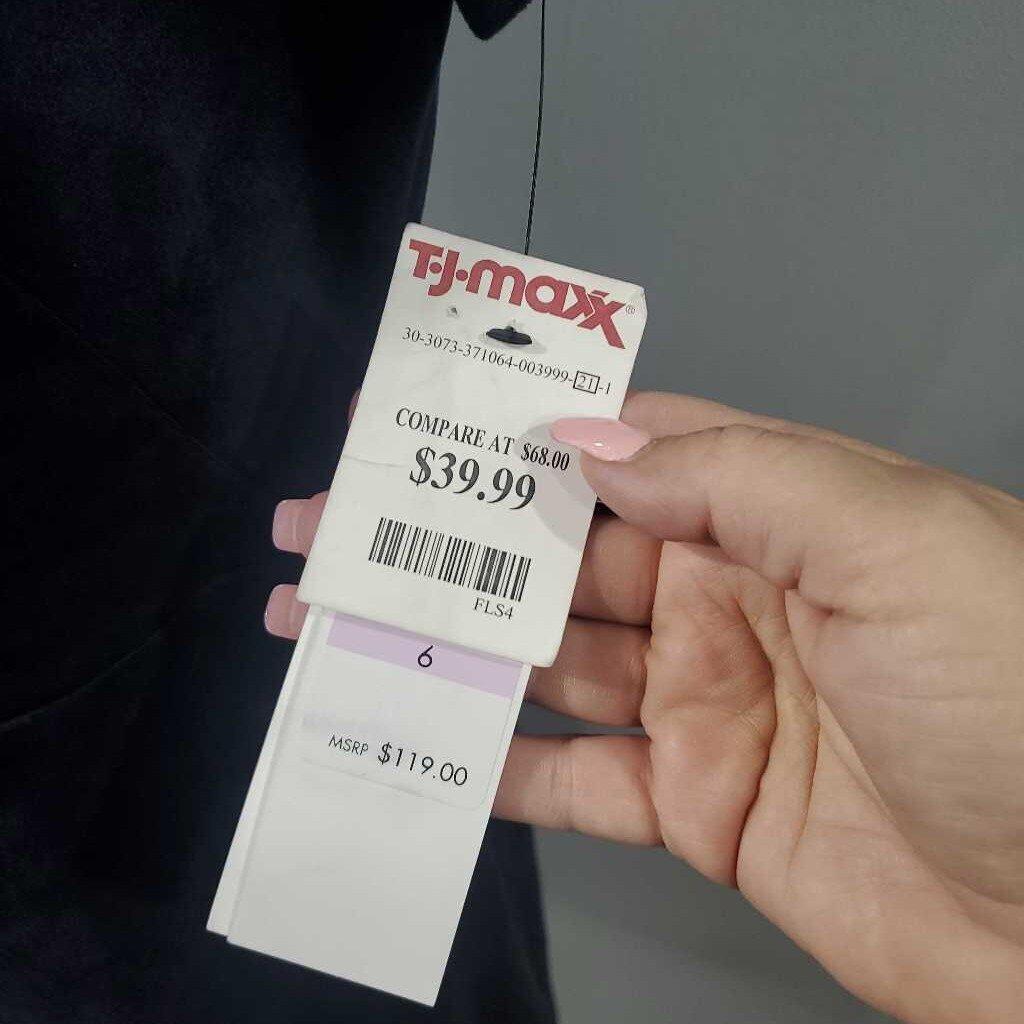 T·J·maxx®
30-3073-371064-003999-21-1
COMPARE AT $68.00
$39.99
FLS4
6
MSRP $119.00